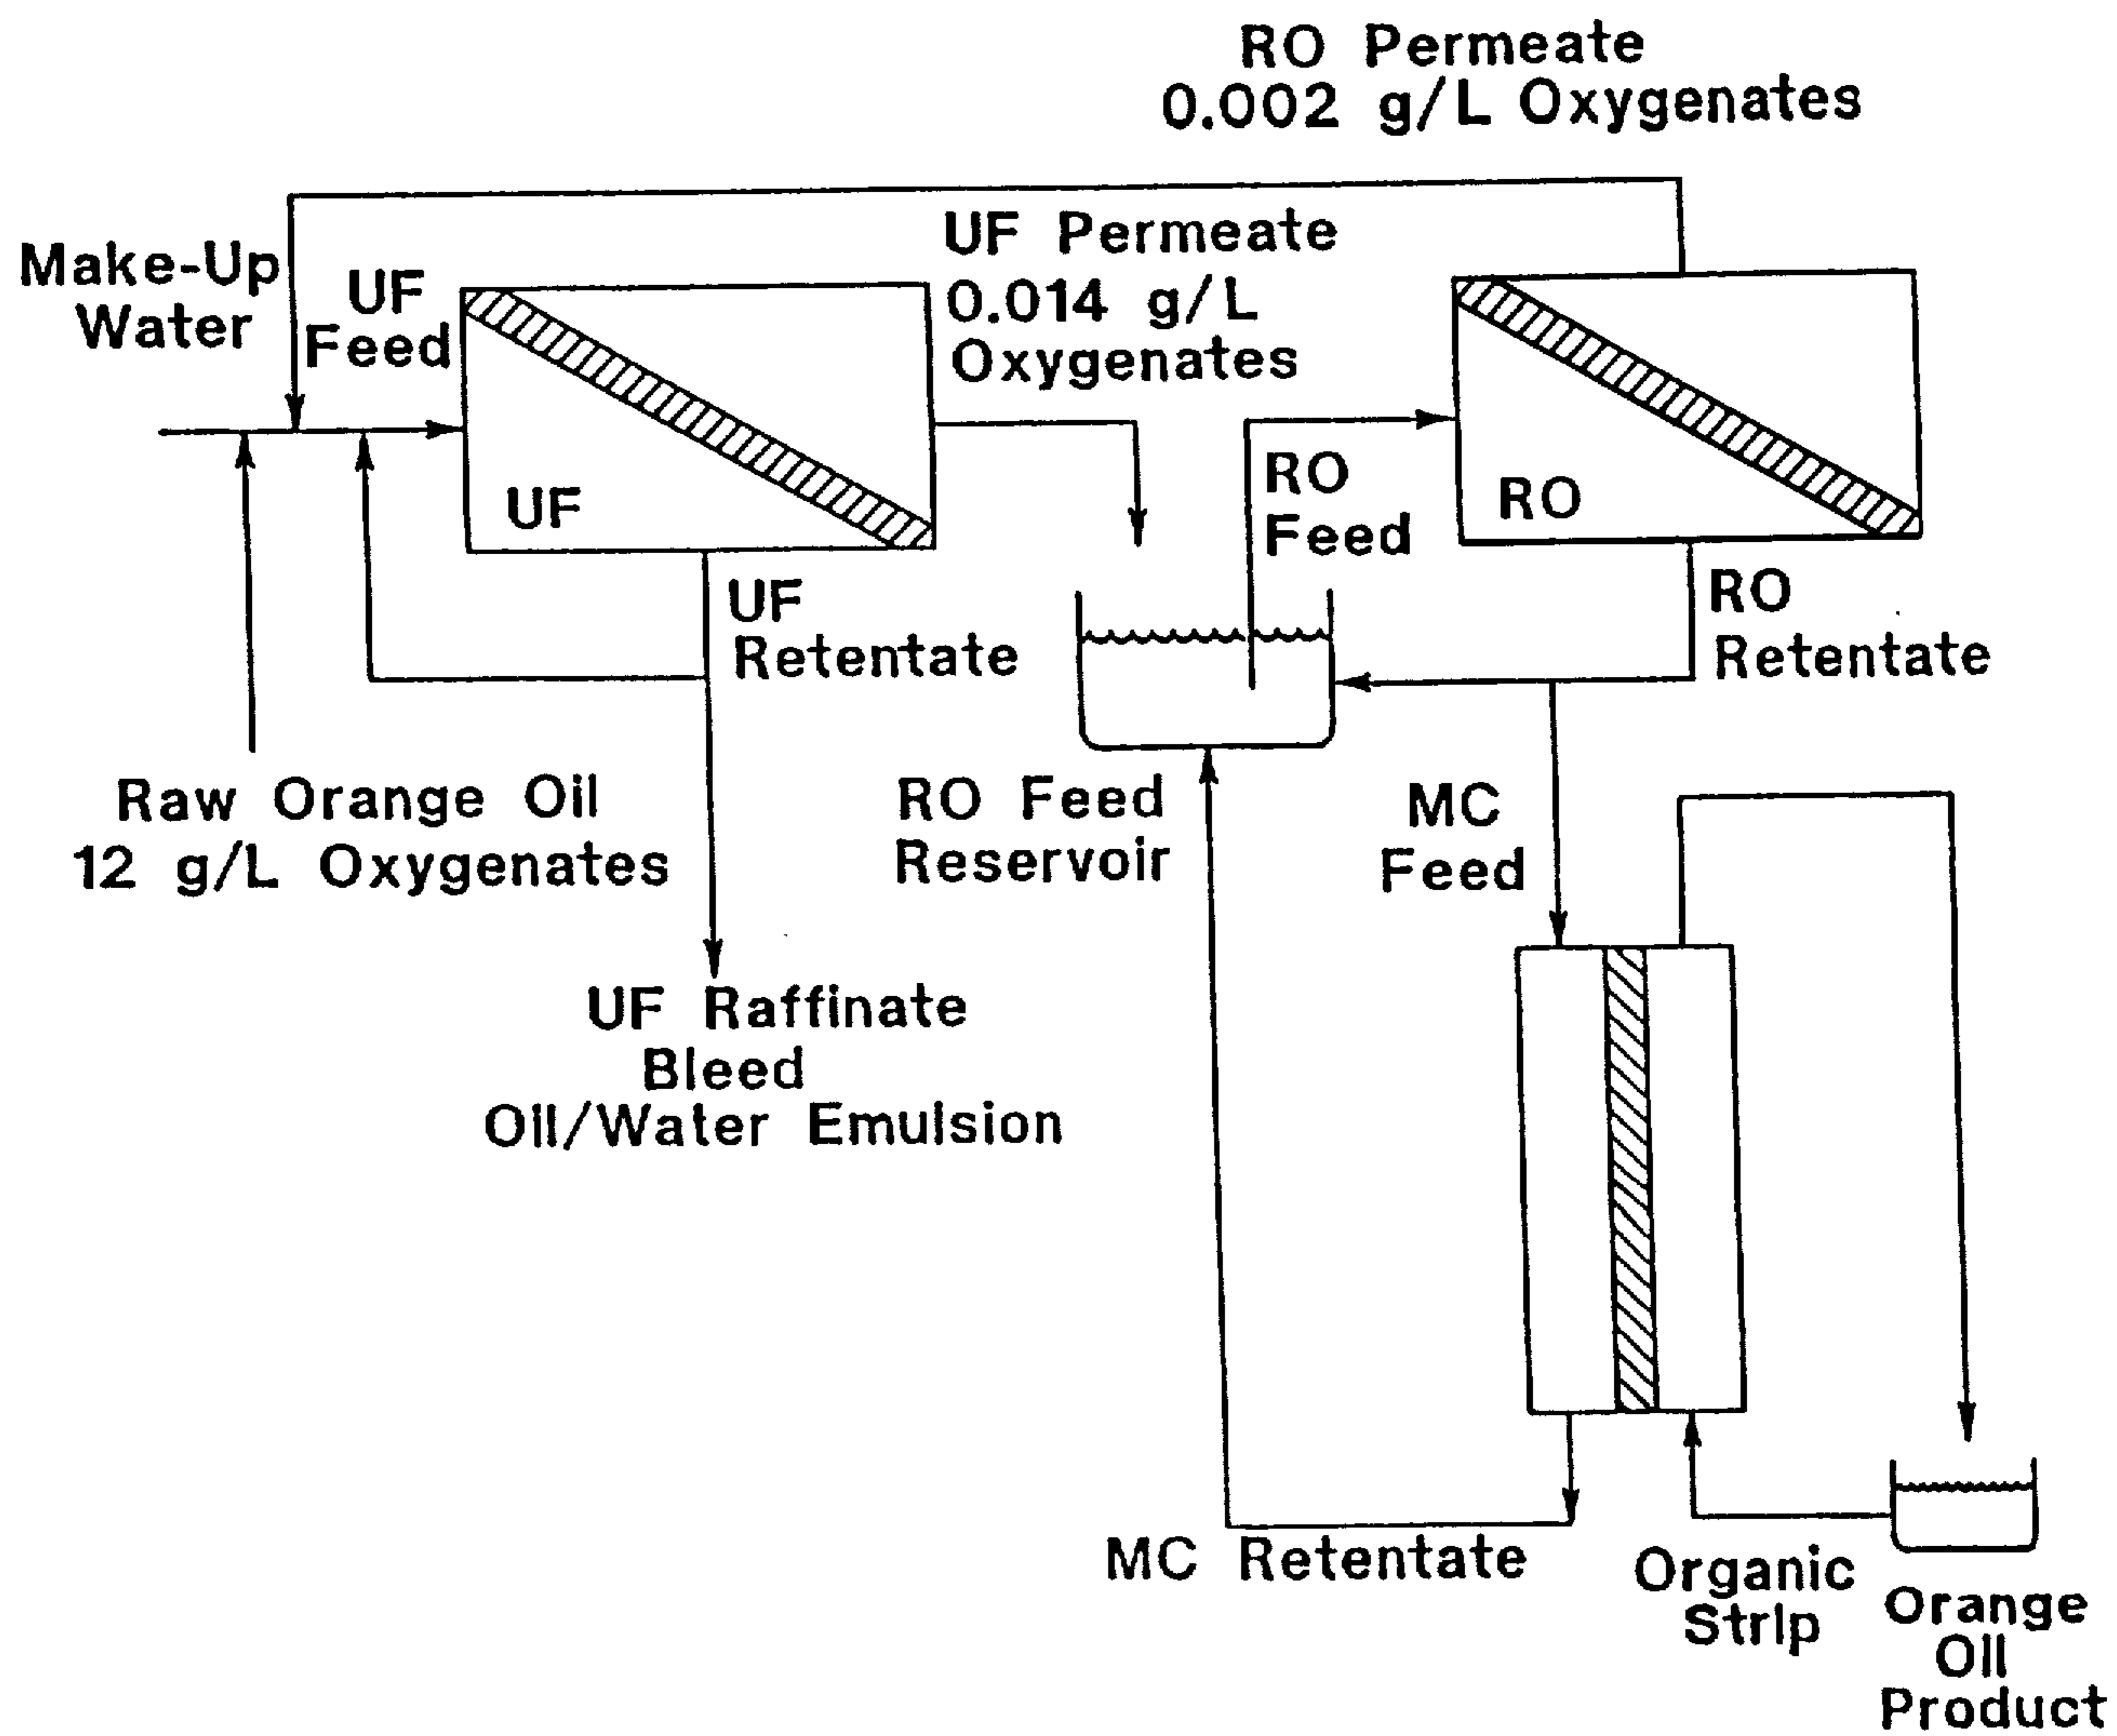 RO Permeate
0.002 g/L Oxygenates
Make-Up
Water
UF
Feed
UF Permeate
0.014 g/L
Oxygenates
UF
RO
Feed
RO
UF
Retentate
RO
Retentate
Raw Orange Oil
12 g/L Oxygenates
RO Feed
Reservoir
MC
Feed
UF Raffinate
Bleed
Oil/Water Emulsion
MC Retentate
Organic
Strip
Orange
Oil
Product